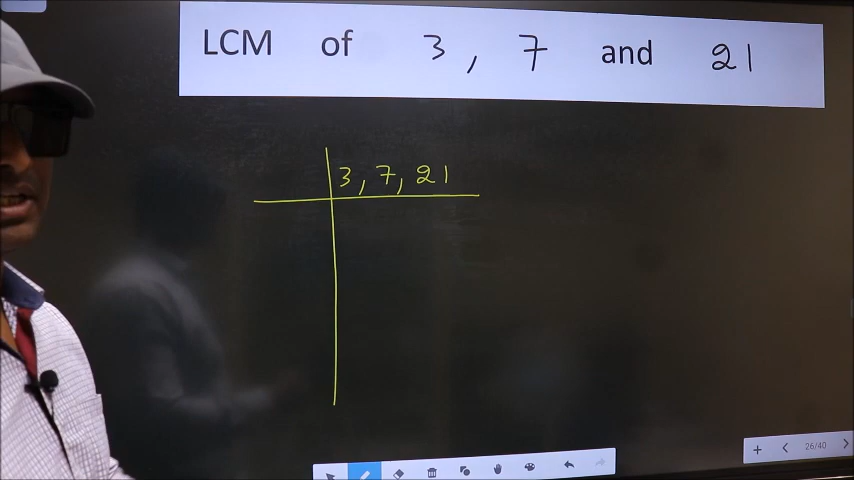 LCM of 3, 7 and 21
3, 7, 21
26/40